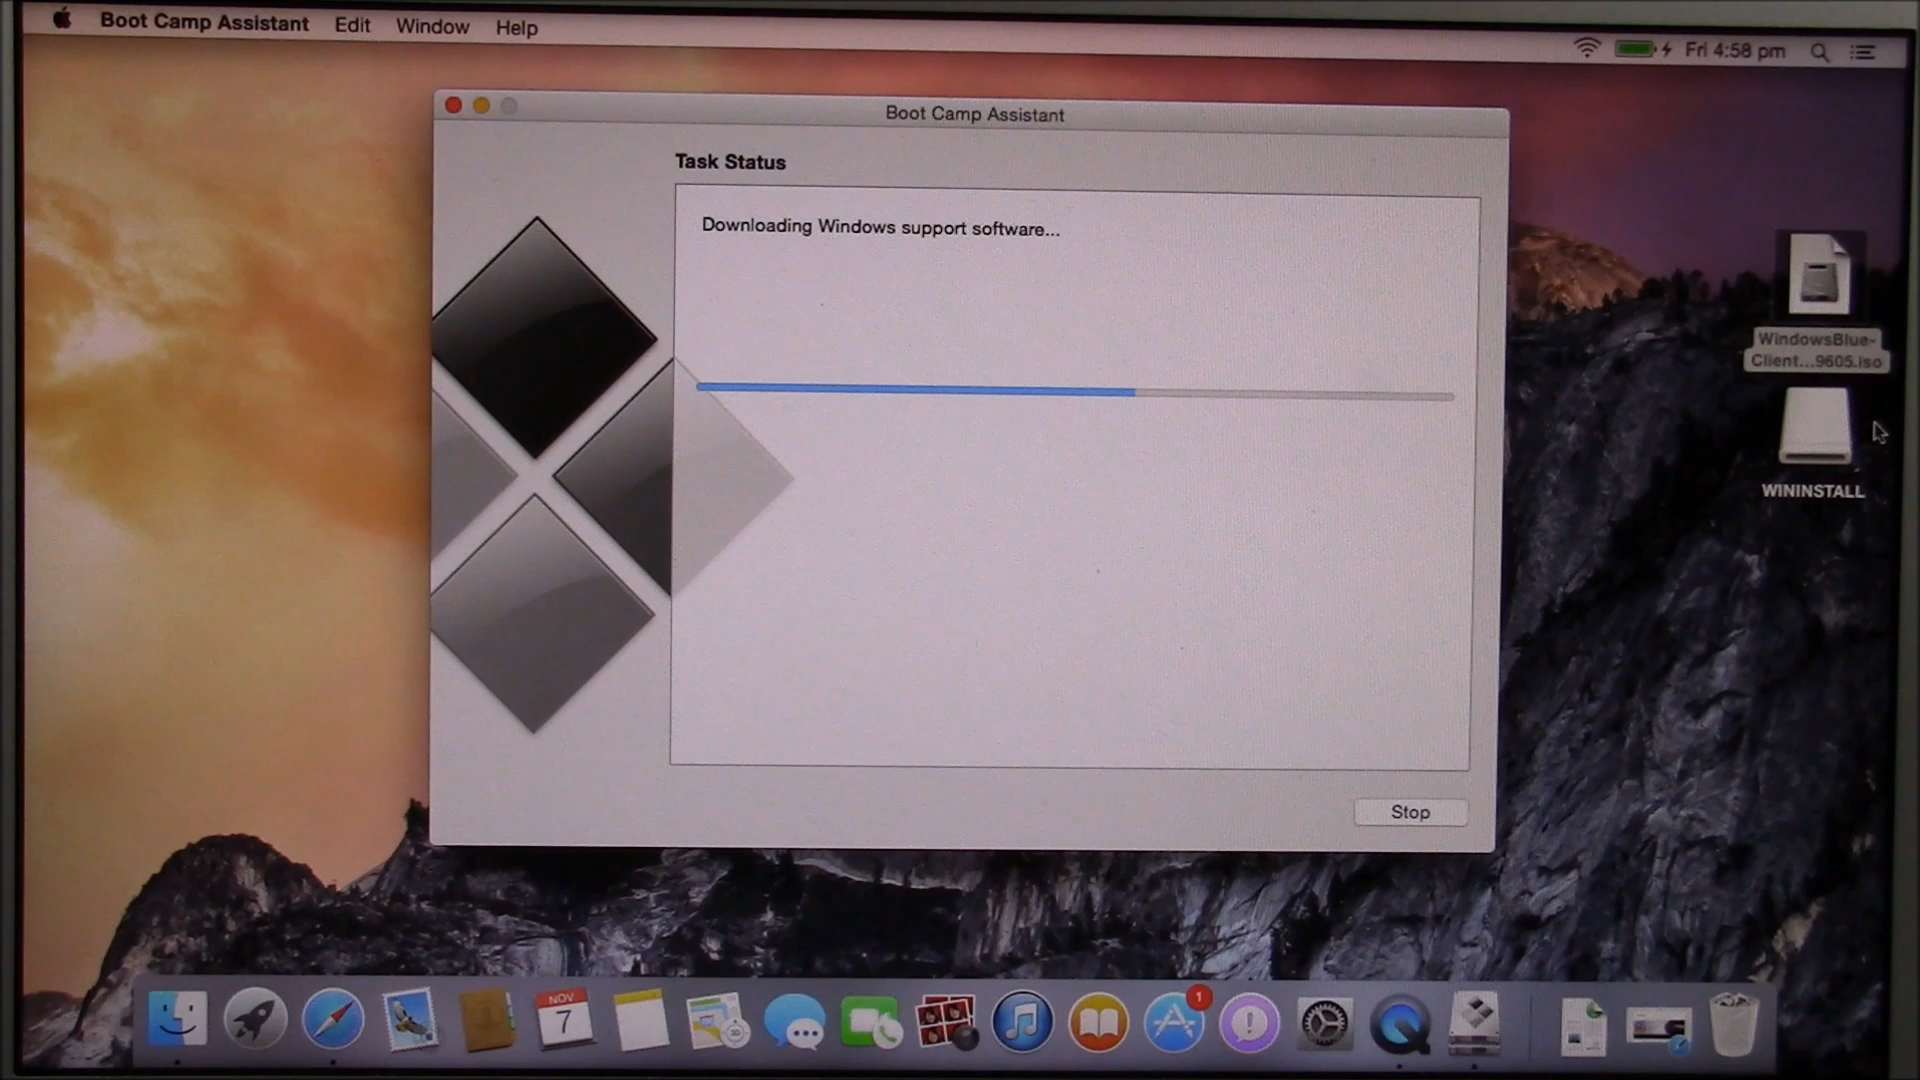 Boot Camp Assistant Edit Window Help
Fri 4:58 pm
Boot Camp Assistant
Task Status
Downloading Windows support software...
WindowsBlue-
Client...9605.iso
WININSTALL
Stop
NOV
7
1